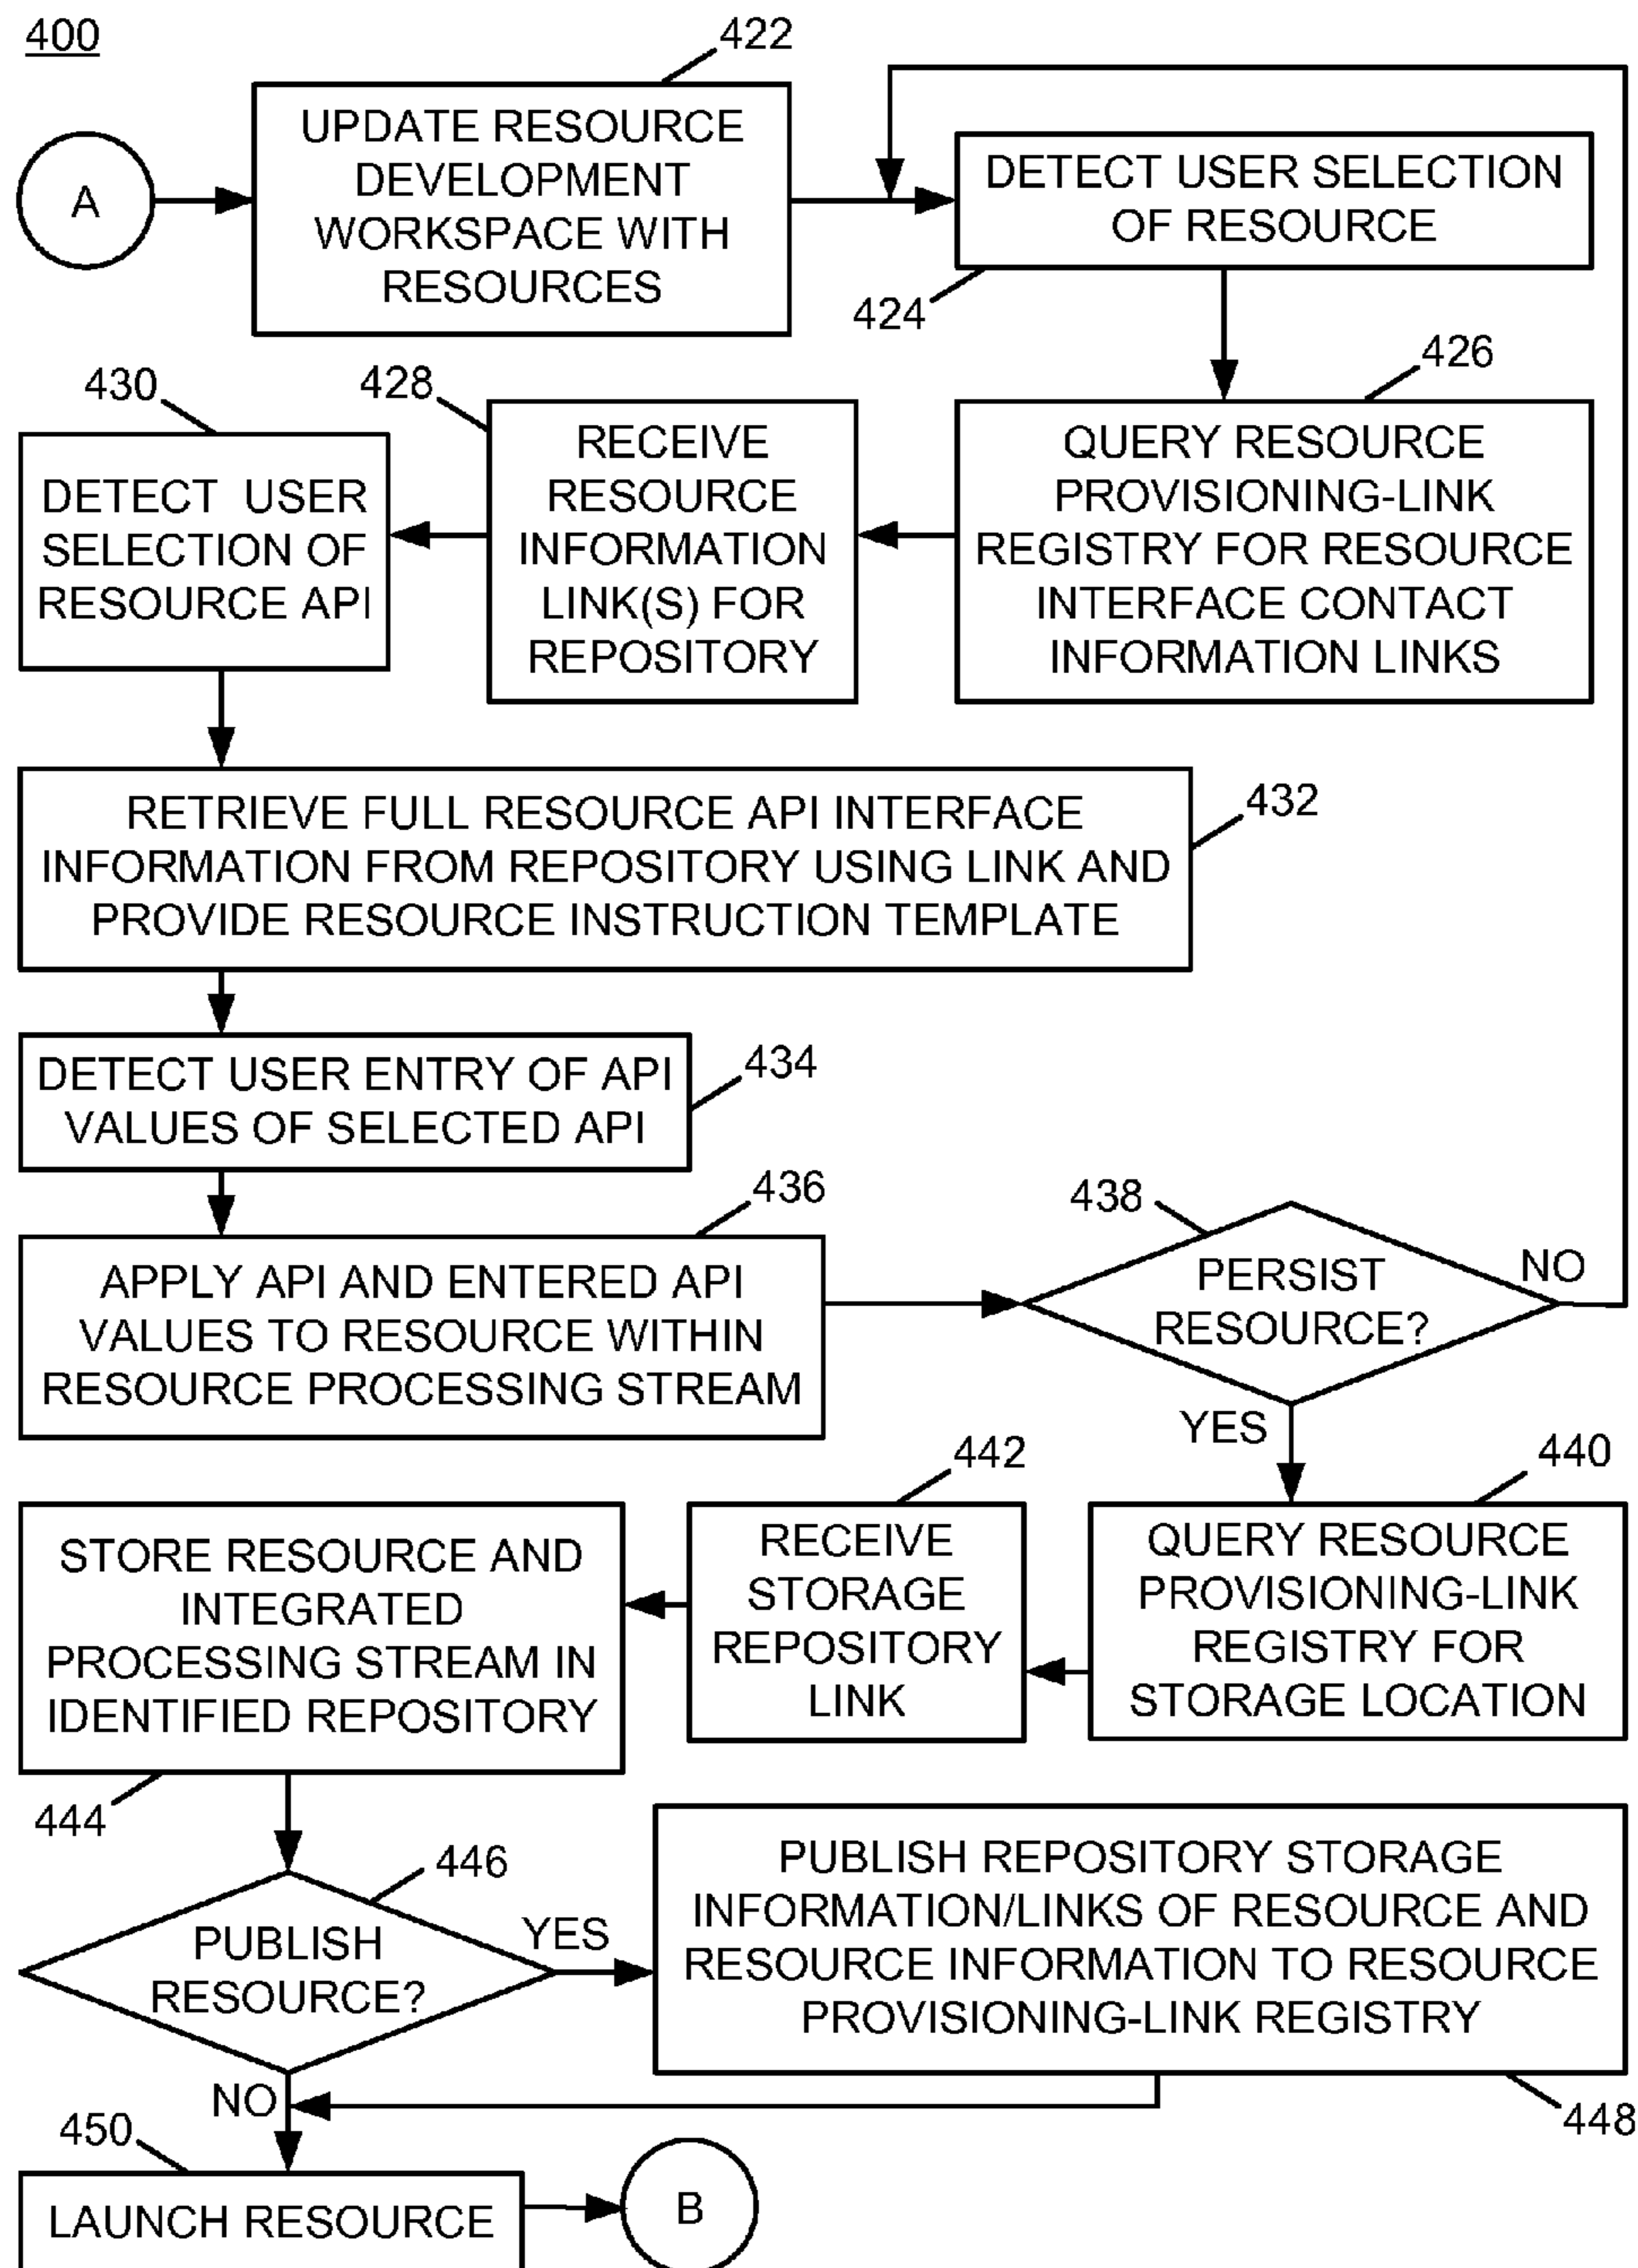 400
422
A
UPDATE RESOURCE
DEVELOPMENT
WORKSPACE WITH
RESOURCES
DETECT USER SELECTION
OF RESOURCE
424
426
QUERY RESOURCE
PROVISIONING-LINK
REGISTRY FOR RESOURCE
INTERFACE CONTACT
INFORMATION LINKS
428
RECEIVE
RESOURCE
INFORMATION
LINK(S) FOR
REPOSITORY
430
DETECT USER
SELECTION OF
RESOURCE API
432
RETRIEVE FULL RESOURCE API INTERFACE
INFORMATION FROM REPOSITORY USING LINK AND
PROVIDE RESOURCE INSTRUCTION TEMPLATE
434
DETECT USER ENTRY OF API
VALUES OF SELECTED API
436
APPLY API AND ENTERED API
VALUES TO RESOURCE WITHIN
RESOURCE PROCESSING STREAM
438
PERSIST
RESOURCE?
NO
YES
440
QUERY RESOURCE
PROVISIONING-LINK
REGISTRY FOR
STORAGE LOCATION
442
RECEIVE
STORAGE
REPOSITORY
LINK
STORE RESOURCE AND
INTEGRATED
PROCESSING STREAM IN
IDENTIFIED REPOSITORY
444
446
PUBLISH
RESOURCE?
YES
PUBLISH REPOSITORY STORAGE
INFORMATION/LINKS OF RESOURCE AND
RESOURCE INFORMATION TO RESOURCE
PROVISIONING-LINK REGISTRY
448
NO
450
LAUNCH RESOURCE
B